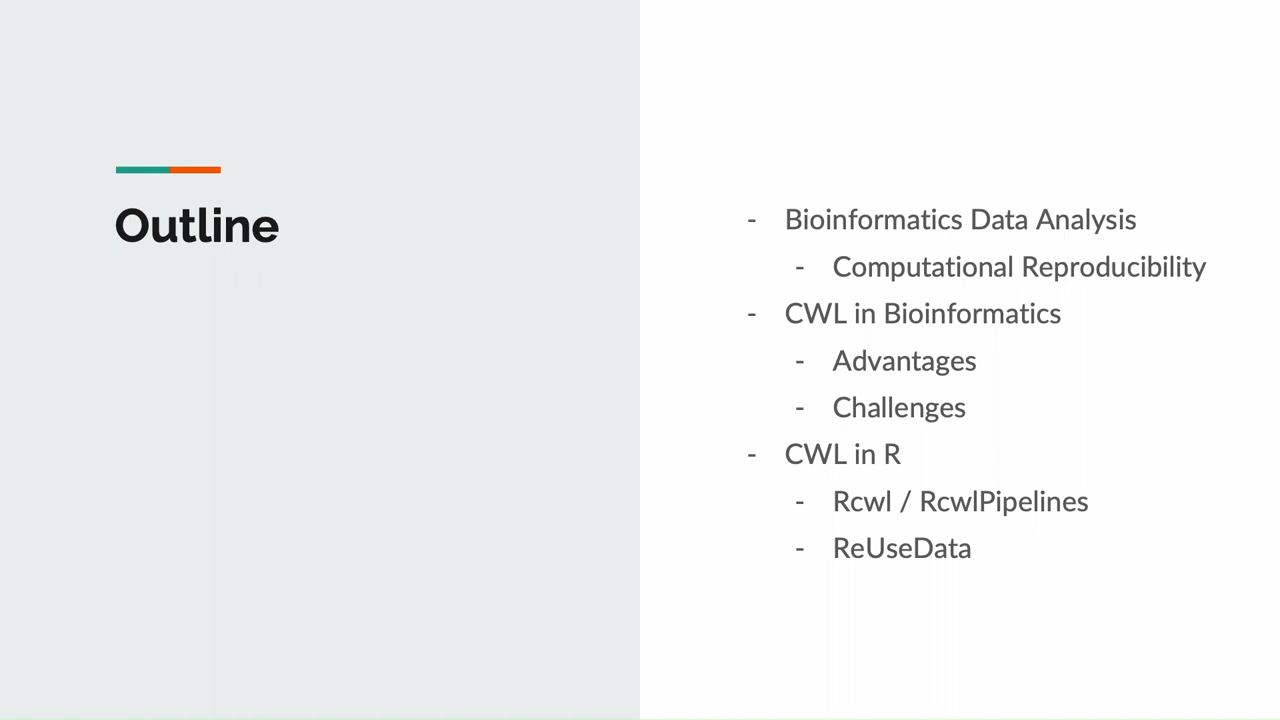 Outline
- Bioinformatics Data Analysis
- Computational Reproducibility
- CWL in Bioinformatics
- Advantages
- Challenges
- CWL in R
- Rcwl / RcwlPipelines
- ReUseData